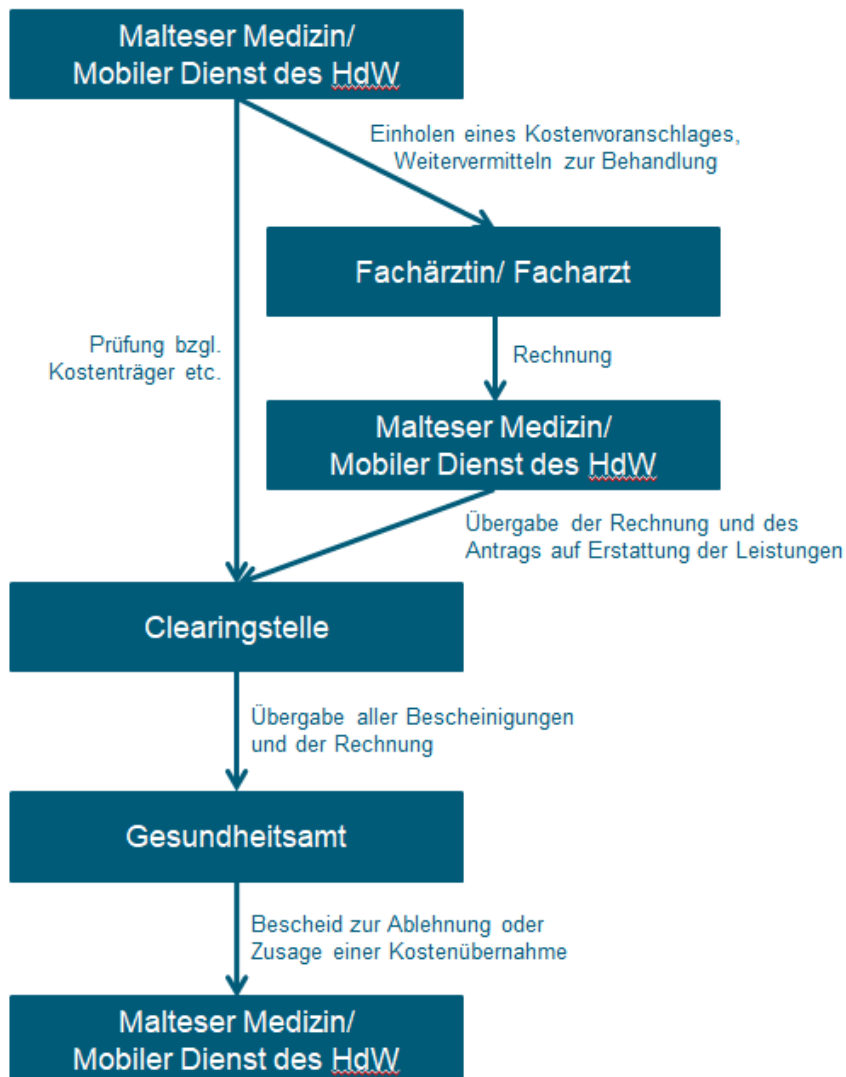 Malteser Medizin/
Mobiler Dienst des HdW
Einholen eines Kostenvoranschlages,
Weitervermitteln zur Behandlung
Fachärztin/ Facharzt
Prüfung bzgl.
Kostenträger etc.
Rechnung
Malteser Medizin/
Mobiler Dienst des HdW
Übergabe der Rechnung und des
Antrags auf Erstattung der Leistungen
Clearingstelle
Übergabe aller Bescheinigungen
und der Rechnung
Gesundheitsamt
Bescheid zur Ablehnung oder
Zusage einer Kostenübernahme
Malteser Medizin/
Mobiler Dienst des HdW